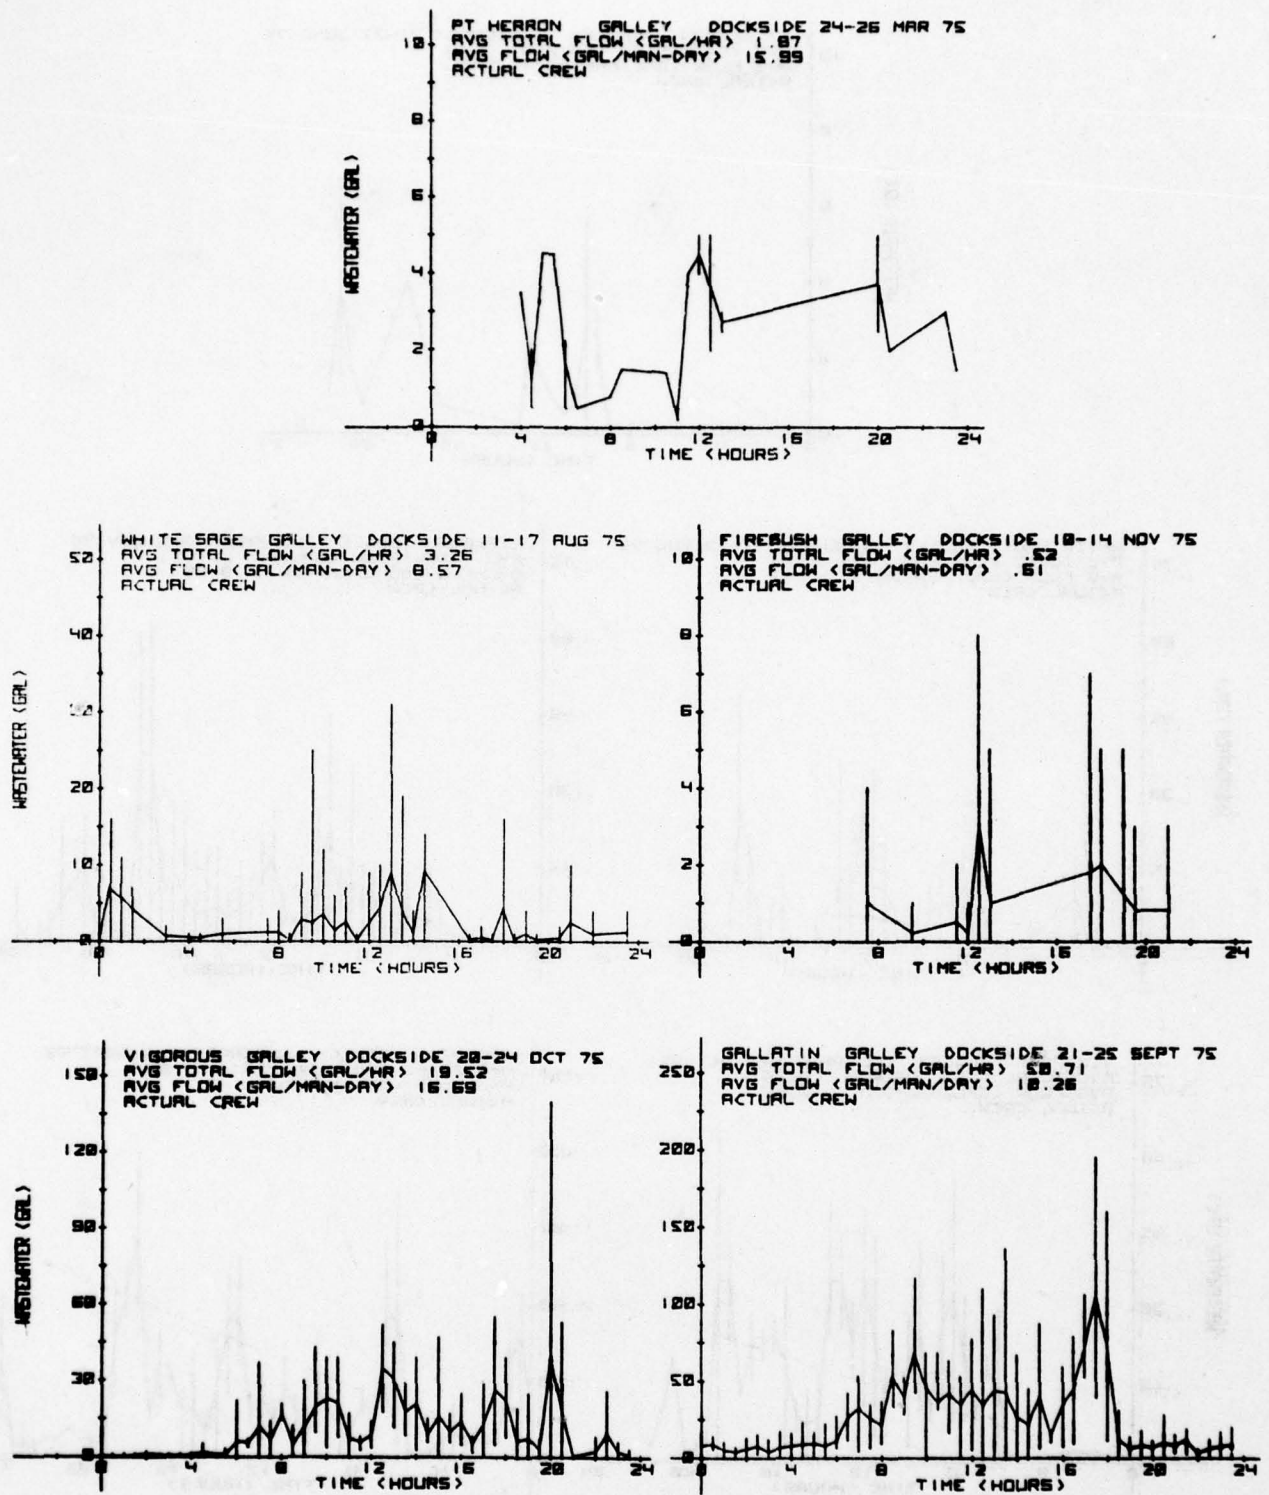 PT HERRON GALLEY DOCKSIDE 24-26 MAR 75
AVG TOTAL FLOW (GAL/HR) 1.87
AVG FLOW (GAL/MAN-DAY) 15.99
ACTUAL CREW
WASTEWATER (GAL)
10
8
6
4
2
0
0 4 8 12 16 20 24
TIME (HOURS)
WHITE SAGE GALLEY DOCKSIDE 11-17 AUG 75
AVG TOTAL FLOW (GAL/HR) 3.26
AVG FLOW (GAL/MAN-DAY) 8.57
ACTUAL CREW
WASTEWATER (GAL)
50
40
20
10
0
0 4 8 12 16 20 24
TIME (HOURS)
FIREBUSH GALLEY DOCKSIDE 10-14 NOV 75
AVG TOTAL FLOW (GAL/HR) .52
AVG FLOW (GAL/MAN-DAY) .61
ACTUAL CREW
10
8
6
4
2
0
0 4 8 12 16 20 24
TIME (HOURS)
VIGOROUS GALLEY DOCKSIDE 20-24 OCT 75
AVG TOTAL FLOW (GAL/HR) 19.52
AVG FLOW (GAL/MAN-DAY) 16.69
ACTUAL CREW
WASTEWATER (GAL)
150
120
90
60
30
0
0 4 8 12 16 20 24
TIME (HOURS)
GALLATIN GALLEY DOCKSIDE 21-25 SEPT 75
AVG TOTAL FLOW (GAL/HR) 50.71
AVG FLOW (GAL/MAN/DAY) 10.26
ACTUAL CREW
250
200
150
100
50
0
0 4 8 12 16 20 24
TIME (HOURS)